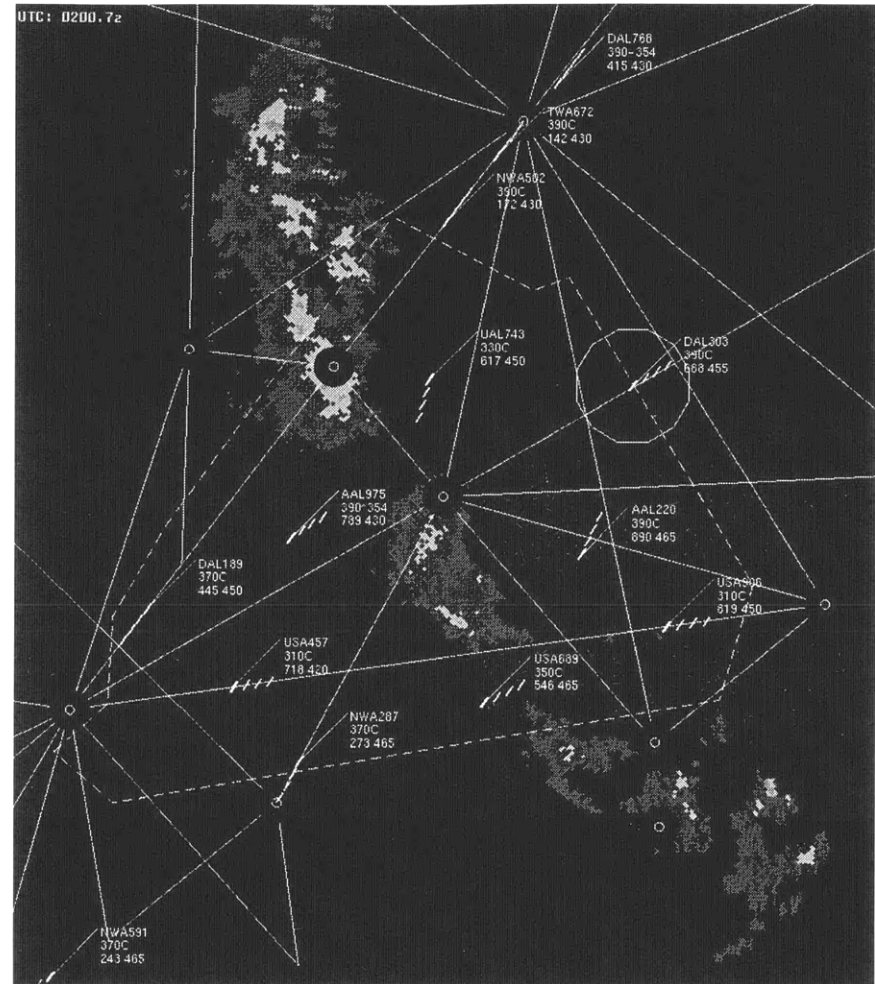 UTC: 0200.7z
DAL768
390-354
415 430
TWA672
390C
142 430
NWA502
390C
172 430
UAL743
330C
617 450
DAL303
390C
668 455
AAL975
390-354
789 430
AAL220
390C
890 465
DAL189
370C
445 450
USA906
310C
619 450
USA457
310C
718 420
USA689
350C
546 465
NWA287
370C
273 465
NWA591
370C
243 465